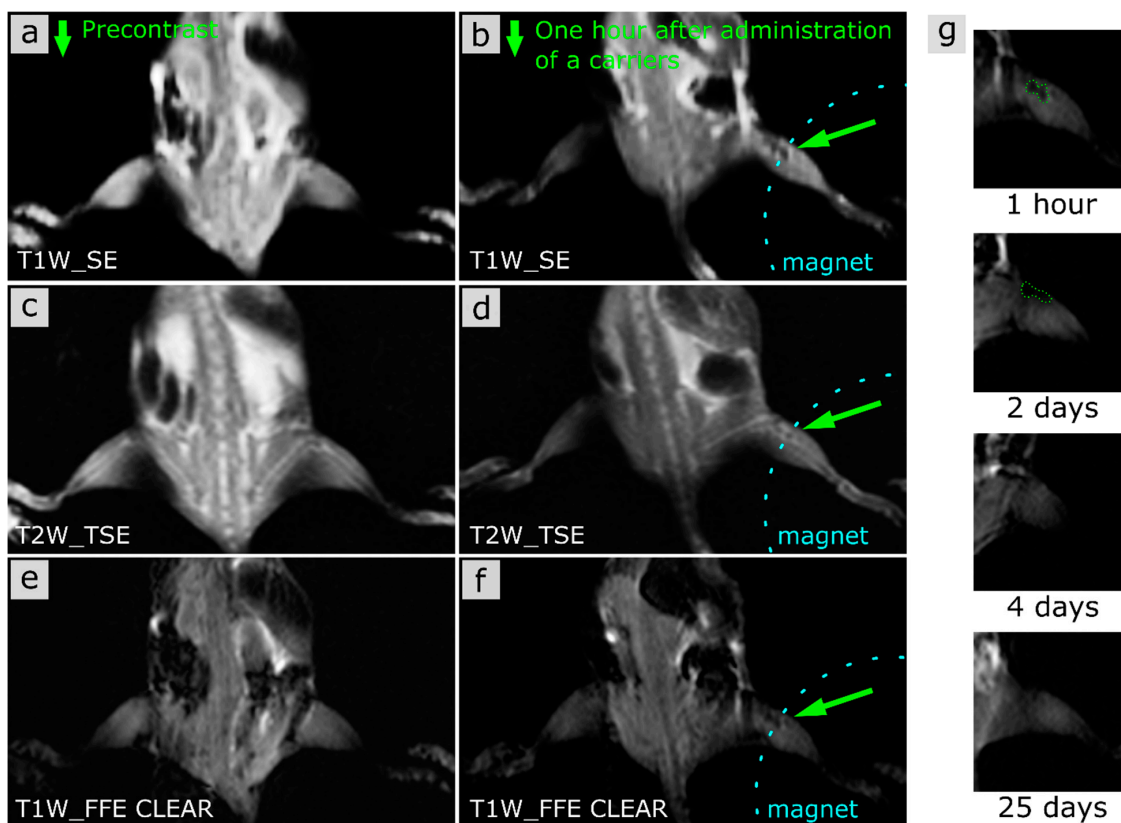 a
Precontrast
T1W_SE
b
One hour after administration
of a carriers
magnet
T1W_SE
c
T2W_TSE
d
magnet
T2W_TSE
e
T1W_FFE CLEAR
f
magnet
T1W_FFE CLEAR
g
1 hour
2 days
4 days
25 days